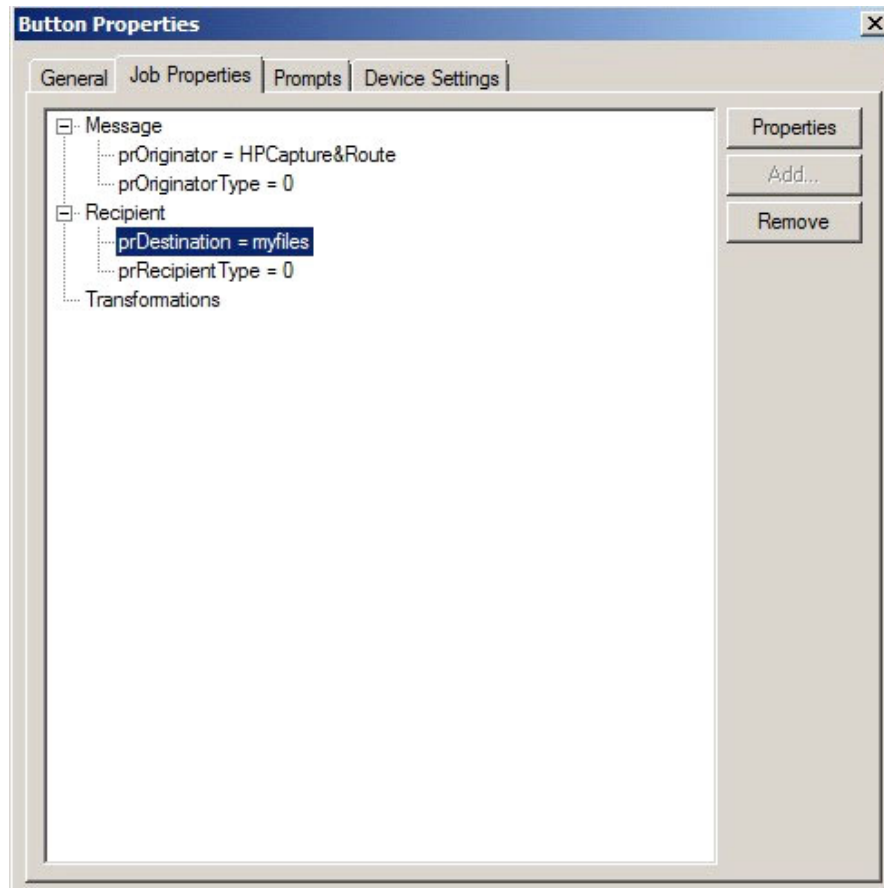 Button Properties
General Job Properties Prompts Device Settings
Message
prOriginator = HPCapture&Route
prOriginatorType = 0
Recipient
prDestination = myfiles
prRecipientType = 0
Transformations
Properties
Add...
Remove